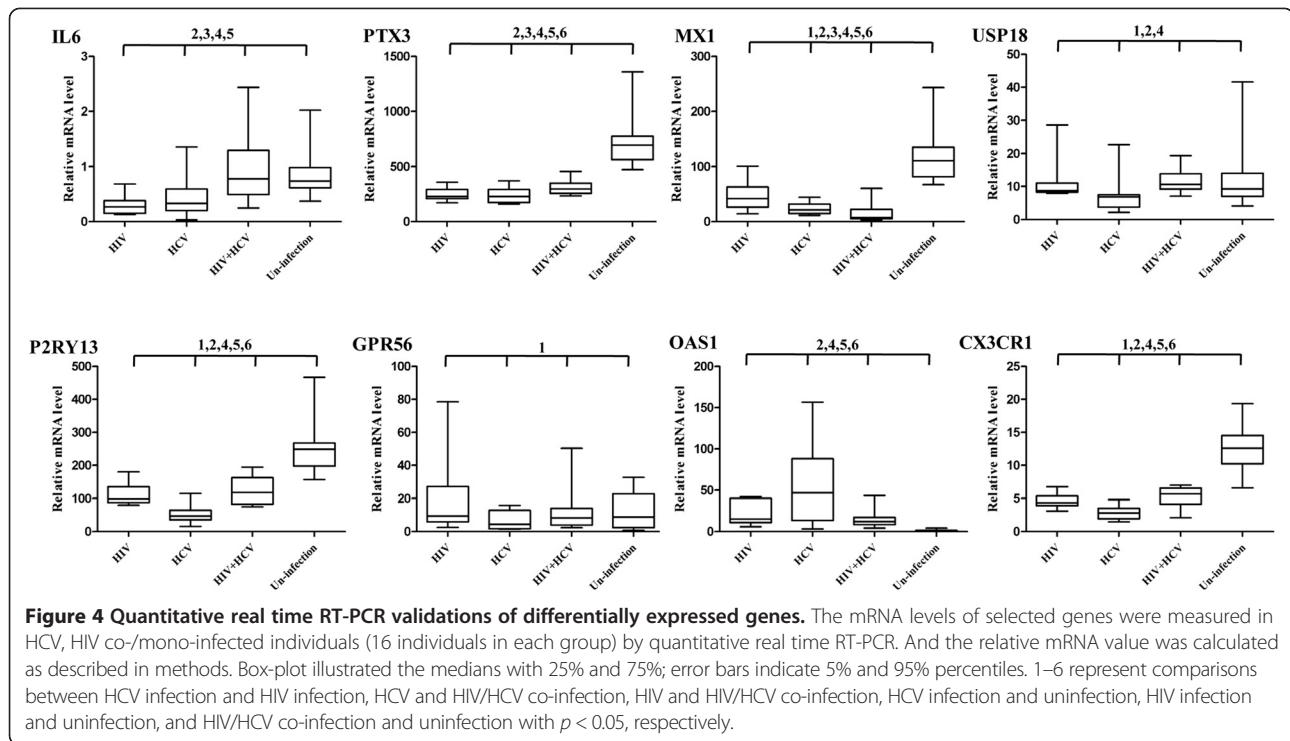 IL6 2,3,4,5
Relative mRNA level
3
2
1
0
HIV HCV HIV+HCV Un-infection
PTX3 2,3,4,5,6
Relative mRNA level
1500
1000
500
0
HIV HCV HIV+HCV Un-infection
MX1 1,2,3,4,5,6
Relative mRNA level
300
200
100
0
HIV HCV HIV+HCV Un-infection
USP18 1,2,4
Relative mRNA level
50
40
30
20
10
0
HIV HCV HIV+HCV Un-infection
P2RY13 1,2,4,5,6
Relative mRNA level
500
400
300
200
100
0
HIV HCV HIV+HCV Un-infection
GPR56 1
Relative mRNA level
100
80
60
40
20
0
HIV HCV HIV+HCV Un-infection
OAS1 2,4,5,6
Relative mRNA level
200
150
100
50
0
HIV HCV HIV+HCV Un-infection
CX3CR1 1,2,4,5,6
Relative mRNA level
25
20
15
10
5
0
HIV HCV HIV+HCV Un-infection
Figure 4 Quantitative real time RT-PCR validations of differentially expressed genes. The mRNA levels of selected genes were measured in
HCV, HIV co-/mono-infected individuals (16 individuals in each group) by quantitative real time RT-PCR. And the relative mRNA value was calculated
as described in methods. Box-plot illustrated the medians with 25% and 75%; error bars indicate 5% and 95% percentiles. 1–6 represent comparisons
between HCV infection and HIV infection, HCV and HIV/HCV co-infection, HIV and HIV/HCV co-infection, HCV infection and uninfection, HIV infection
and uninfection, and HIV/HCV co-infection and uninfection with p < 0.05, respectively.